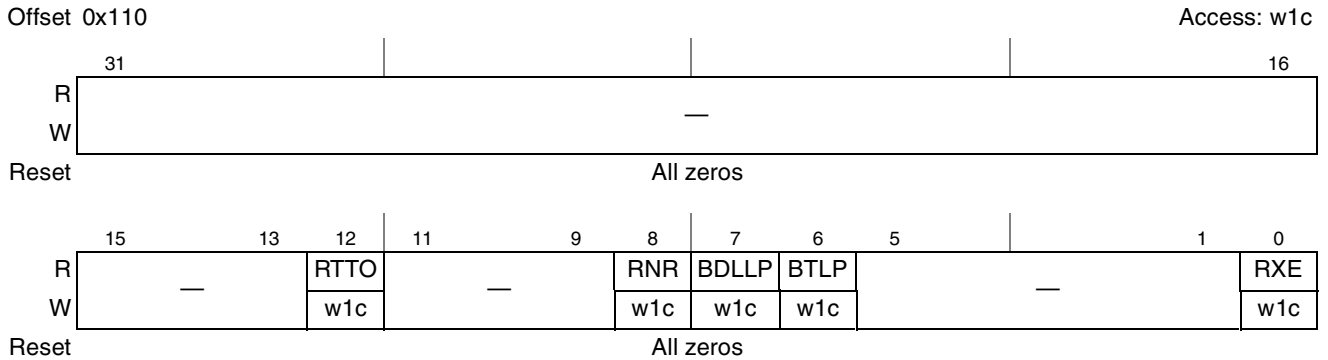 Offset 0x110 Access: w1c
31 16
R
—
W
Reset All zeros
15 13 12 11 9 8 7 6 5 1 0
R — RTTO — RNR BDLLP BTLP — RXE
W w1c w1c w1c w1c w1c
Reset All zeros